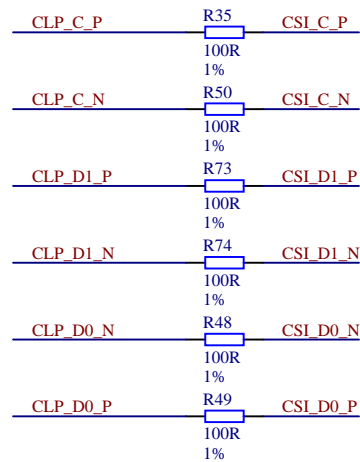 R35
CLP_C_P CSI_C_P
100R
1%
R50
CLP_C_N CSI_C_N
100R
1%
R73
CLP_D1_P CSI_D1_P
100R
1%
R74
CLP_D1_N CSI_D1_N
100R
1%
R48
CLP_D0_N CSI_D0_N
100R
1%
R49
CLP_D0_P CSI_D0_P
100R
1%